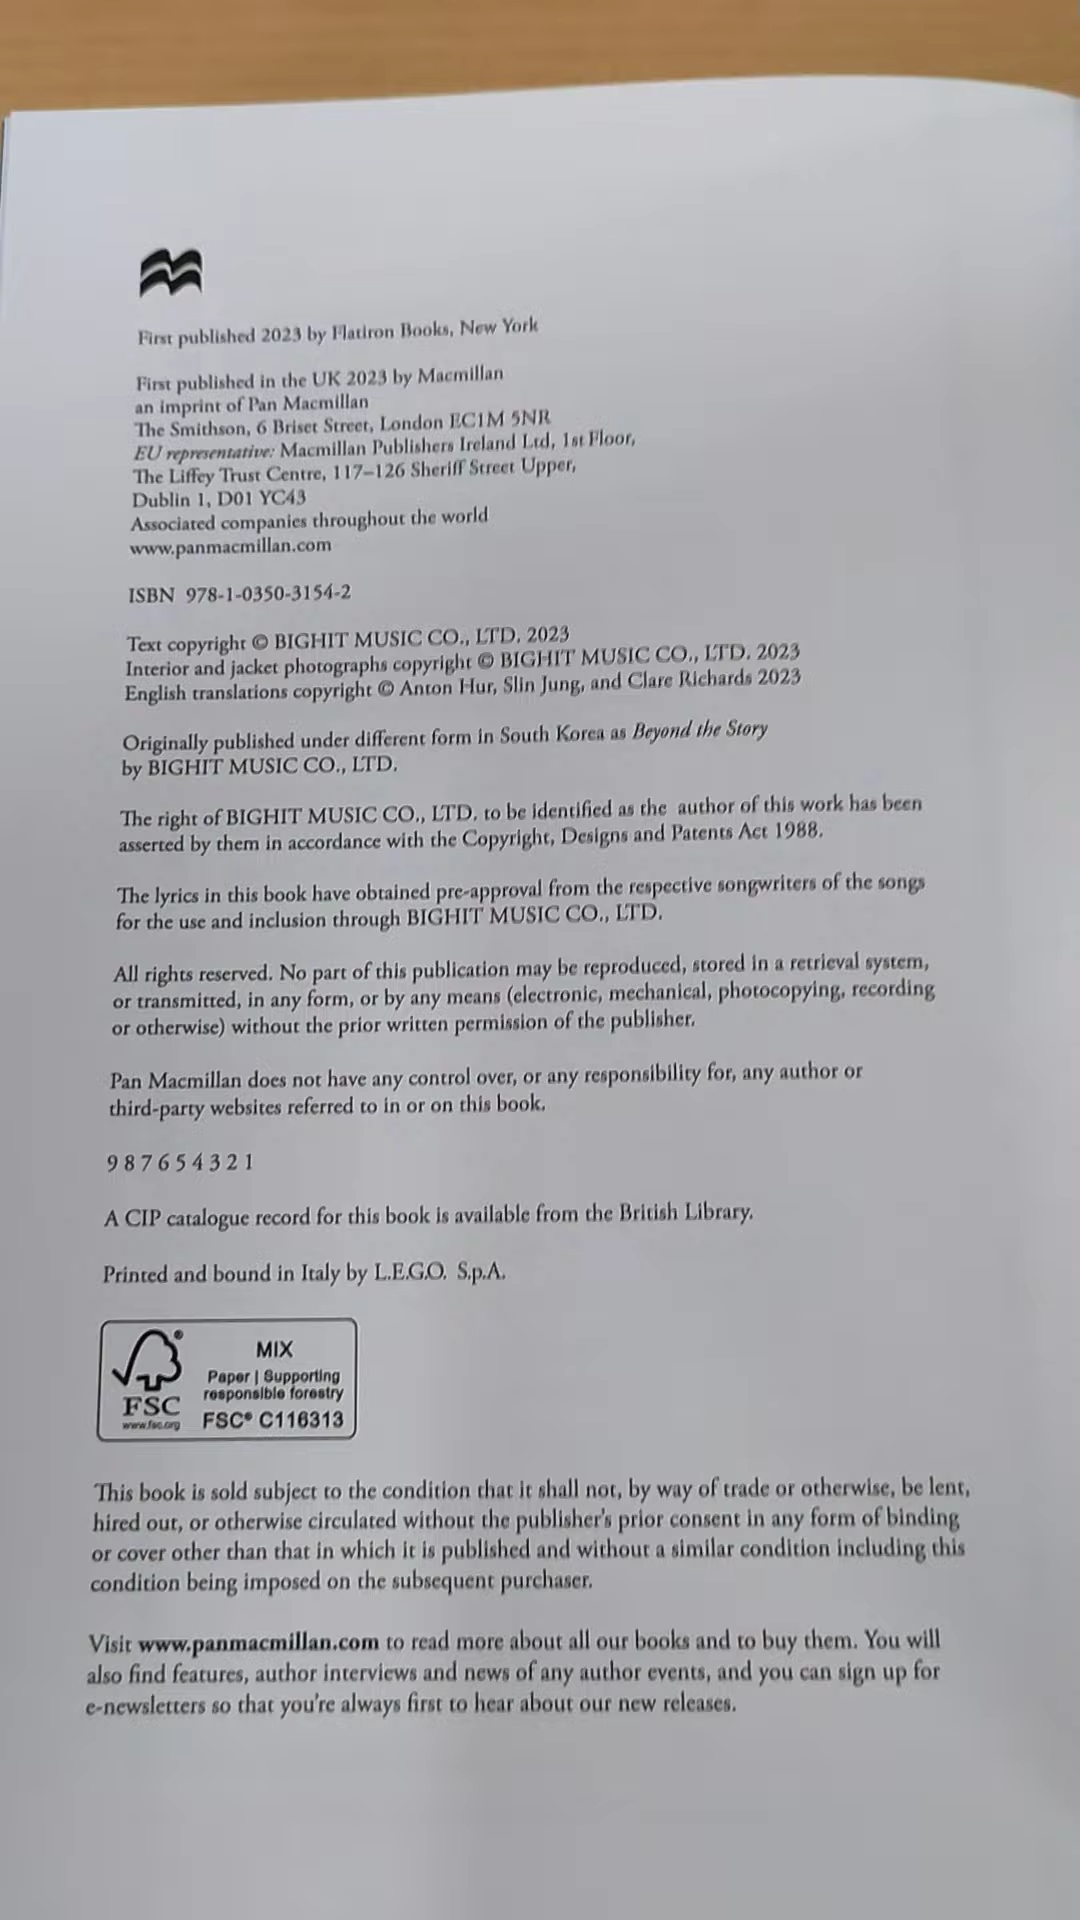 First published 2023 by Flatiron Books, New York
First published in the UK 2023 by Macmillan
an imprint of Pan Macmillan
The Smithson, 6 Briset Street, London EC1M 5NR
EU representative: Macmillan Publishers Ireland Ltd, 1st Floor,
The Liffey Trust Centre, 117–126 Sheriff Street Upper,
Dublin 1, D01 YC43
Associated companies throughout the world
www.panmacmillan.com
ISBN 978-1-0350-3154-2
Text copyright © BIGHIT MUSIC CO., LTD. 2023
Interior and jacket photographs copyright © BIGHIT MUSIC CO., LTD. 2023
English translations copyright © Anton Hur, Slin Jung, and Clare Richards 2023
Originally published under different form in South Korea as Beyond the Story
by BIGHIT MUSIC CO., LTD.
The right of BIGHIT MUSIC CO., LTD. to be identified as the author of this work has been
asserted by them in accordance with the Copyright, Designs and Patents Act 1988.
The lyrics in this book have obtained pre-approval from the respective songwriters of the songs
for the use and inclusion through BIGHIT MUSIC CO., LTD.
All rights reserved. No part of this publication may be reproduced, stored in a retrieval system,
or transmitted, in any form, or by any means (electronic, mechanical, photocopying, recording
or otherwise) without the prior written permission of the publisher.
Pan Macmillan does not have any control over, or any responsibility for, any author or
third-party websites referred to in or on this book.
9 8 7 6 5 4 3 2 1
A CIP catalogue record for this book is available from the British Library.
Printed and bound in Italy by L.E.G.O. S.p.A.
MIX
Paper | Supporting
responsible forestry
FSC® C116313
FSC
www.fsc.org
This book is sold subject to the condition that it shall not, by way of trade or otherwise, be lent,
hired out, or otherwise circulated without the publisher's prior consent in any form of binding
or cover other than that in which it is published and without a similar condition including this
condition being imposed on the subsequent purchaser.
Visit www.panmacmillan.com to read more about all our books and to buy them. You will
also find features, author interviews and news of any author events, and you can sign up for
e-newsletters so that you're always first to hear about our new releases.